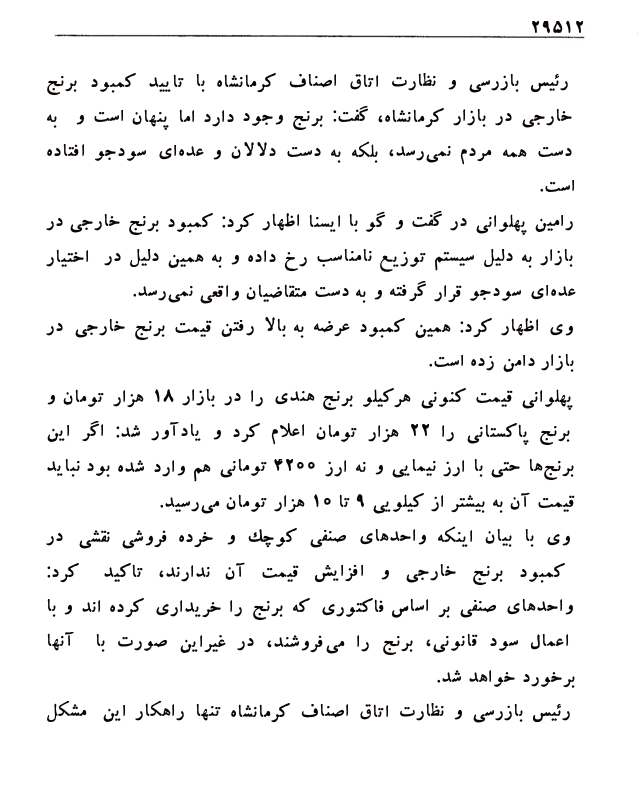 ۲۹۵۱۲
رئیس بازرسی و نظارت اتاق اصناف کرمانشاه با تایید کمبود برنج
خارجی در بازار کرمانشاه، گفت: برنج وجود دارد اما پنهان است و به
دست همه مردم نمی‌رسد، بلکه به دست دلالان و عده‌ای سودجو افتاده
است.
رامین پهلوانی در گفت و گو با ایسنا اظهار کرد: کمبود برنج خارجی در
بازار به دلیل سیستم توزیع نامناسب رخ داده و به همین دلیل در اختیار
عده‌ای سودجو قرار گرفته و به دست متقاضیان واقعی نمی‌رسد.
وی اظهار کرد: همین کمبود عرضه به بالا رفتن قیمت برنج خارجی در
بازار دامن زده است.
پهلوانی قیمت کنونی هرکیلو برنج هندی را در بازار ۱۸ هزار تومان و
برنج پاکستانی را ۲۲ هزار تومان اعلام کرد و یادآور شد: اگر این
برنج‌ها حتی با ارز نیمایی و نه ارز ۴۲۰۰ تومانی هم وارد شده بود نباید
قیمت آن به بیشتر از کیلویی ۹ تا ۱۰ هزار تومان می‌رسید.
وی با بیان اینکه واحدهای صنفی کوچك و خرده فروشی نقشی در
کمبود برنج خارجی و افزایش قیمت آن ندارند، تاکید کرد:
واحدهای صنفی بر اساس فاکتوری که برنج را خریداری کرده اند و با
اعمال سود قانونی، برنج را می‌فروشند، در غیراین صورت با آنها
برخورد خواهد شد.
رئیس بازرسی و نظارت اتاق اصناف کرمانشاه تنها راهکار این مشکل